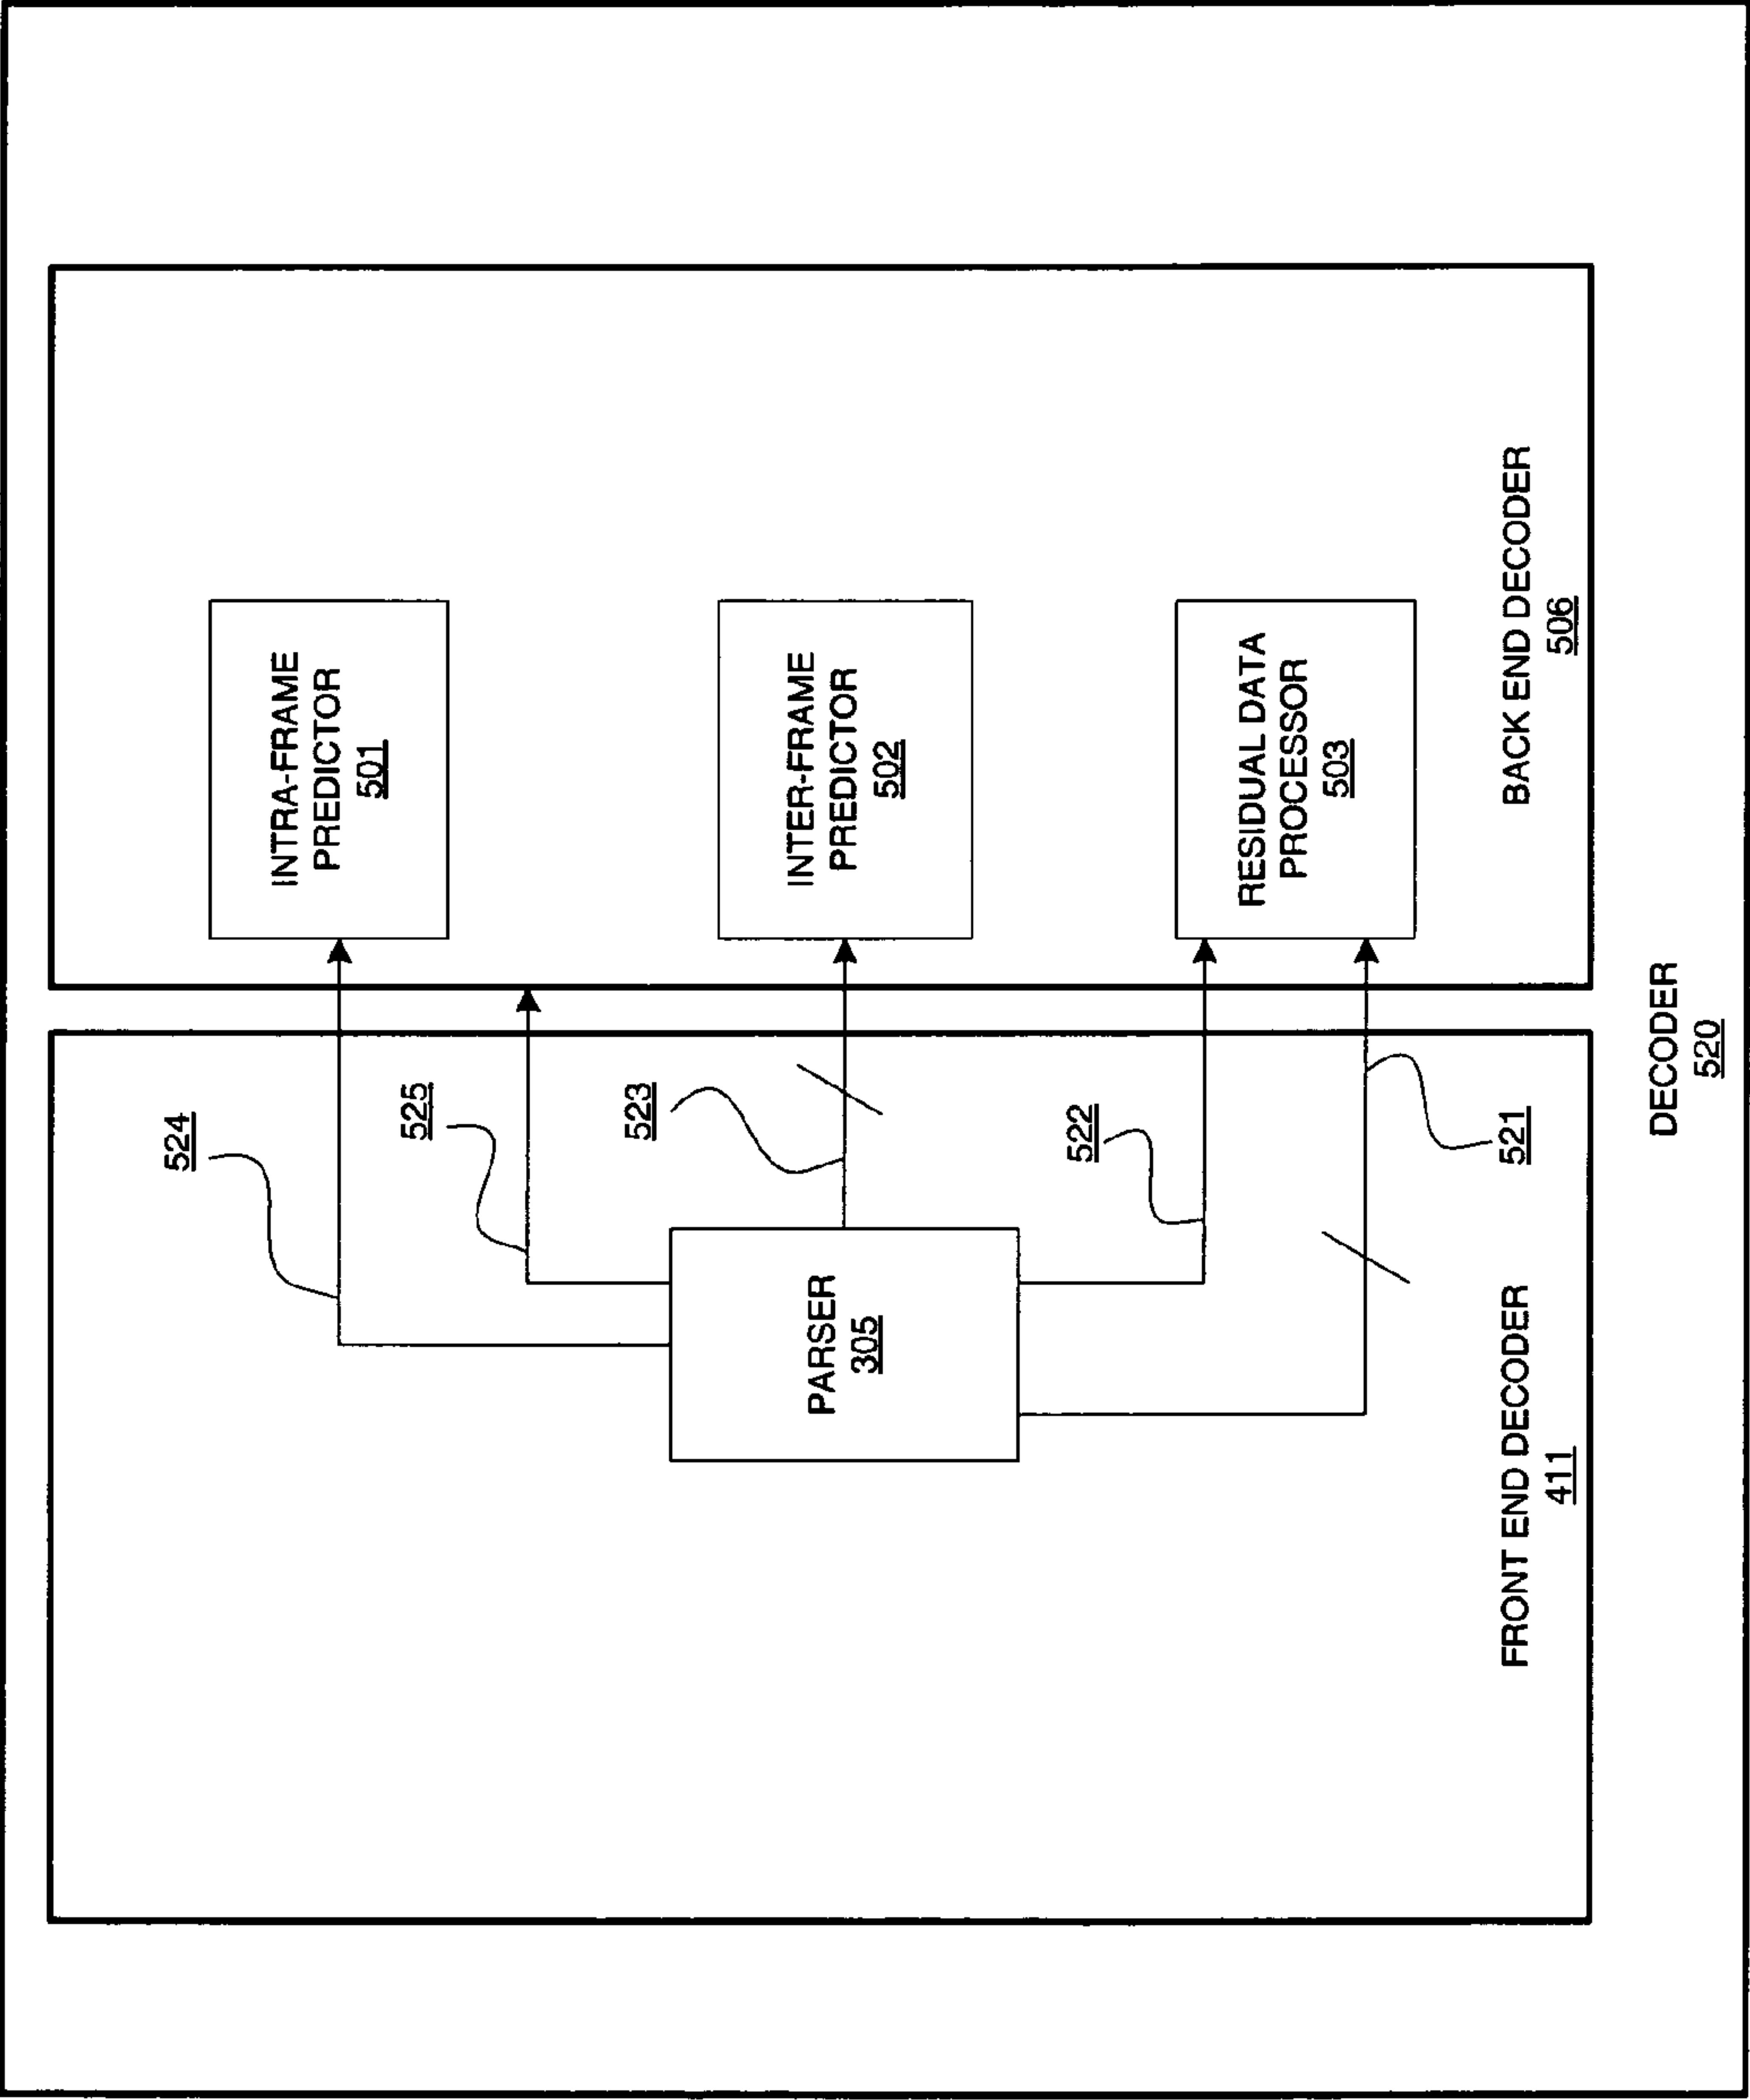 524
525
523
522
521
PARSER
305
FRONT END DECODER
411
INTRA-FRAME
PREDICTOR
501
INTER-FRAME
PREDICTOR
502
RESIDUAL DATA
PROCESSOR
503
BACK END DECODER
506
DECODER
520